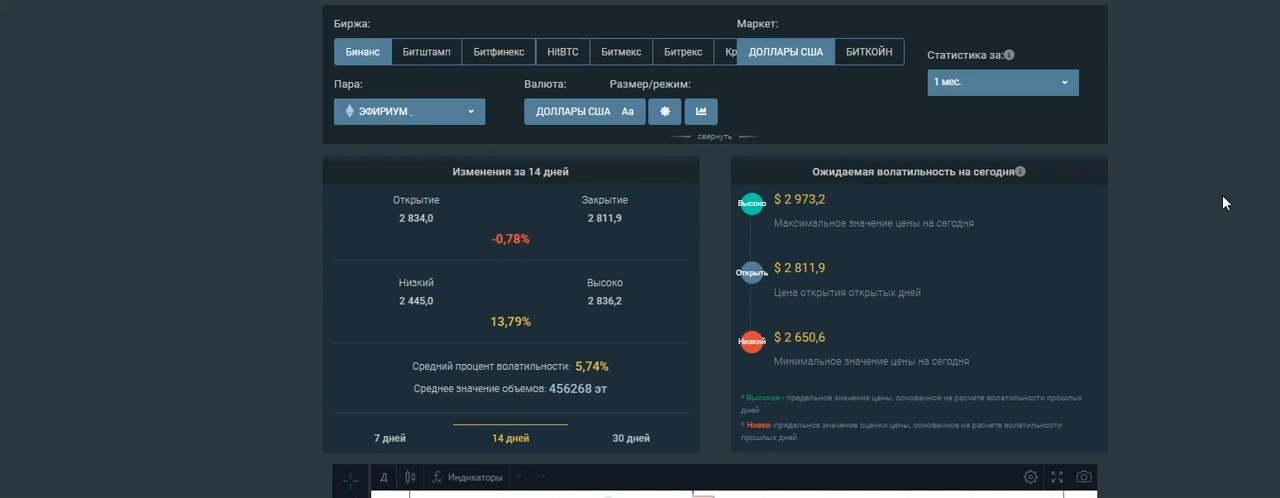 Биржа:
Маркет:
Бинанс Битштамп Битфинекс HitBTC Битмекс Битрекс Кр ДОЛЛАРЫ США БИТКОЙН
Статистика за:
1 мес.
Пара:
Валюта:
Размер/режим:
ЭФИРИУМ _
ДОЛЛАРЫ США Aa
свернуть
Изменения за 14 дней
Открытие Закрытие
2 834,0 2 811,9
-0,78%
Низкий Высоко
2 445,0 2 836,2
13,79%
Средний процент волатильности: 5,74%
Среднее значение объемов: 456268 эт
7 дней 14 дней 30 дней
Ожидаемая волатильность на сегодня
Высоко $ 2 973,2
Максимальное значение цены на сегодня
Открыть $ 2 811,9
Цена открытия открытых дней
Низкий $ 2 650,6
Минимальное значение цены на сегодня
* Высокая - предельное значение цены, основанное на расчете волатильности прошлых
дней
* Низко -предельное значение оценки цены, основанное на расчете волатильности
прошлых дней
Д Индикаторы